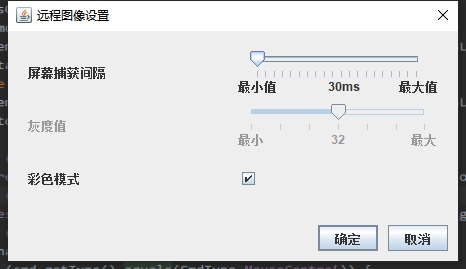 远程图像设置
屏幕捕获间隔
最小值 30ms 最大值
灰度值
最小 32 最大
彩色模式
确定 取消